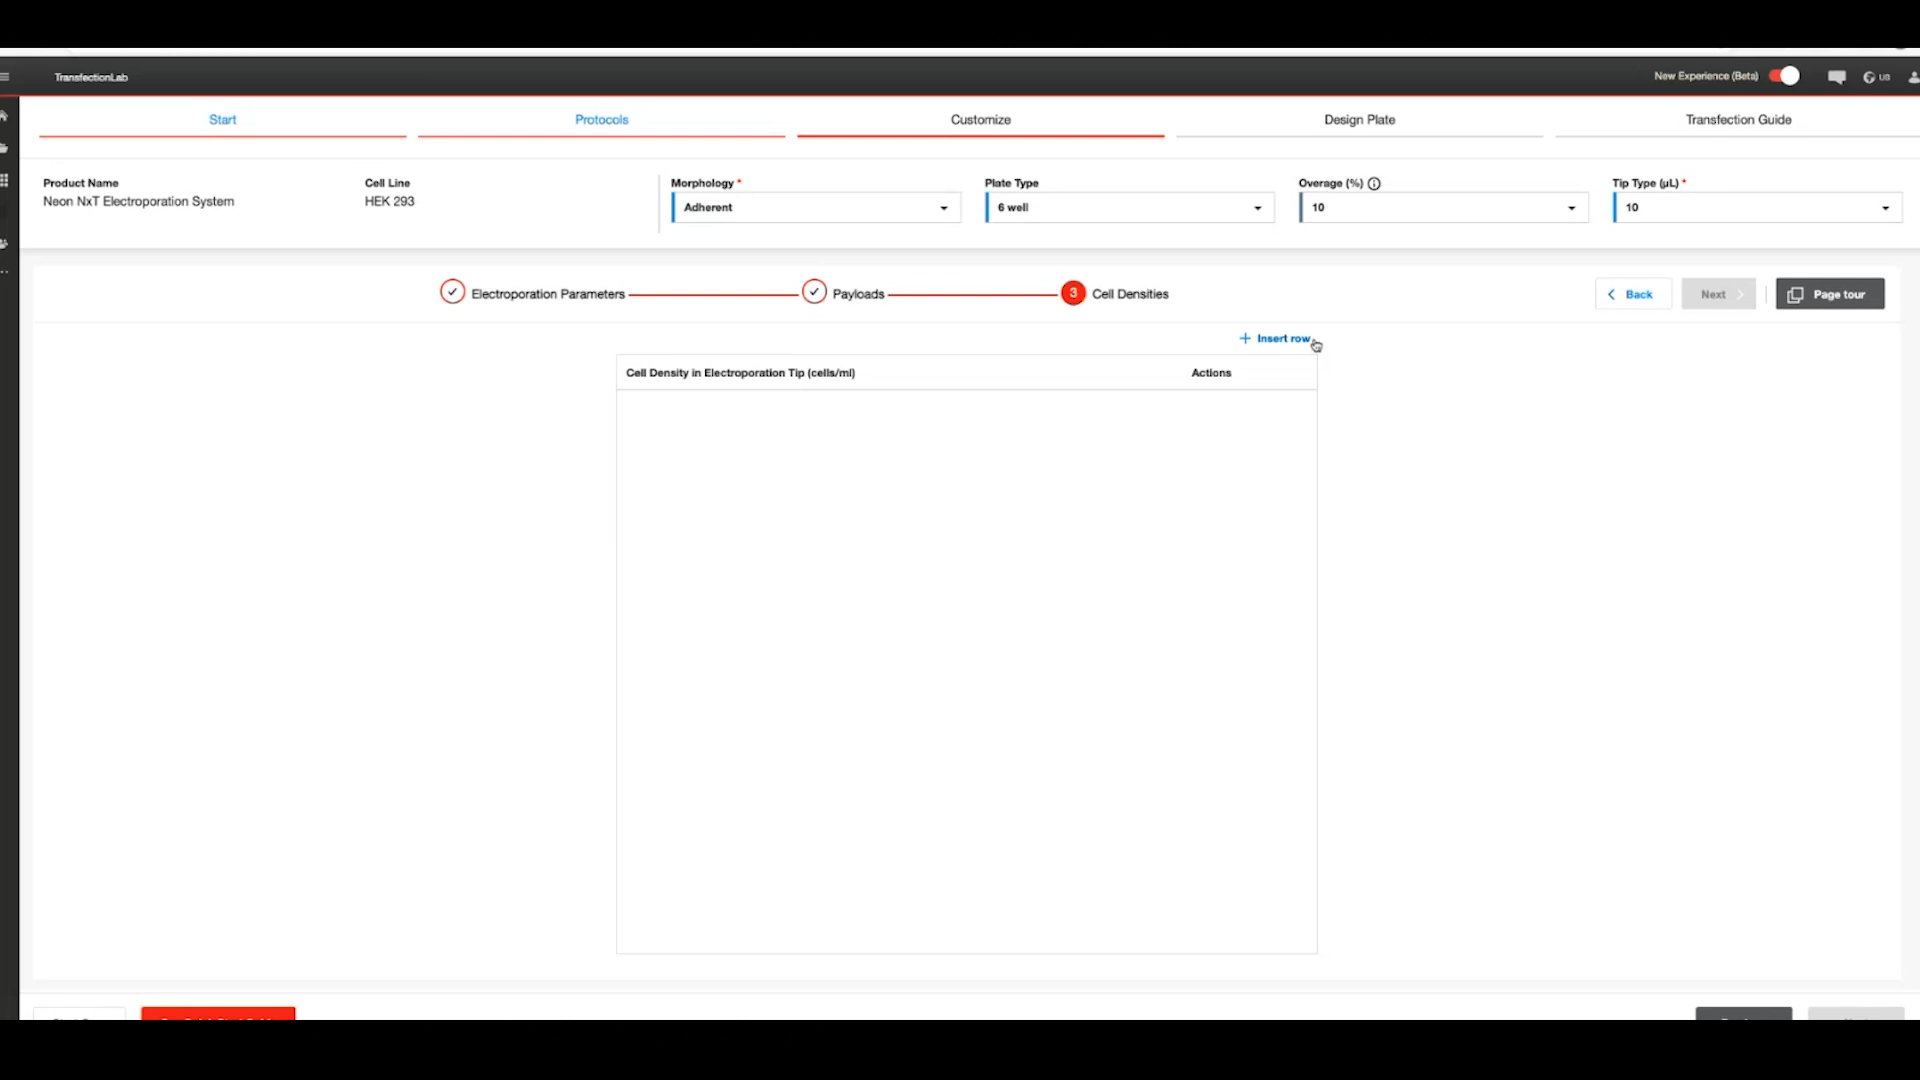 TransfectionLab
New Experience (Beta)
US
Start
Protocols
Customize
Design Plate
Transfection Guide
Product Name
Neon NxT Electroporation System
Cell Line
HEK 293
Morphology *
Adherent
Plate Type
6 well
Overage (%)
10
Tip Type (µL) *
10
Electroporation Parameters
Payloads
3 Cell Densities
Back
Next
Page tour
+ Insert row
Cell Density in Electroporation Tip (cells/ml)
Actions